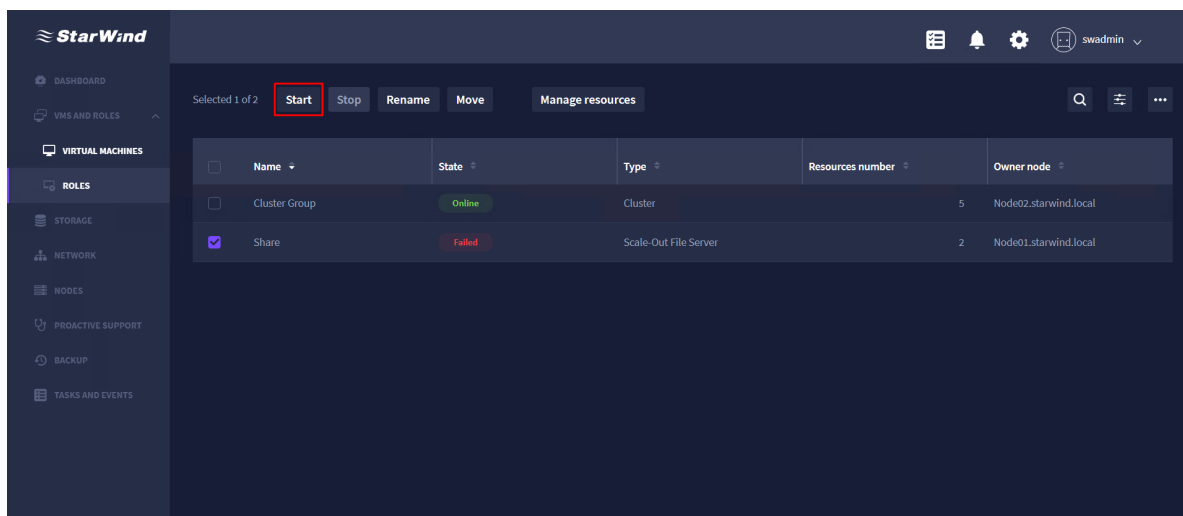 StarWind
swadmin
DASHBOARD
VMS AND ROLES
VIRTUAL MACHINES
ROLES
STORAGE
NETWORK
NODES
PROACTIVE SUPPORT
BACKUP
TASKS AND EVENTS
Selected 1 of 2 Start Stop Rename Move Manage resources
Name State Type Resources number Owner node
Cluster Group Online Cluster 5 Node02.starwind.local
Share Failed Scale-Out File Server 2 Node01.starwind.local